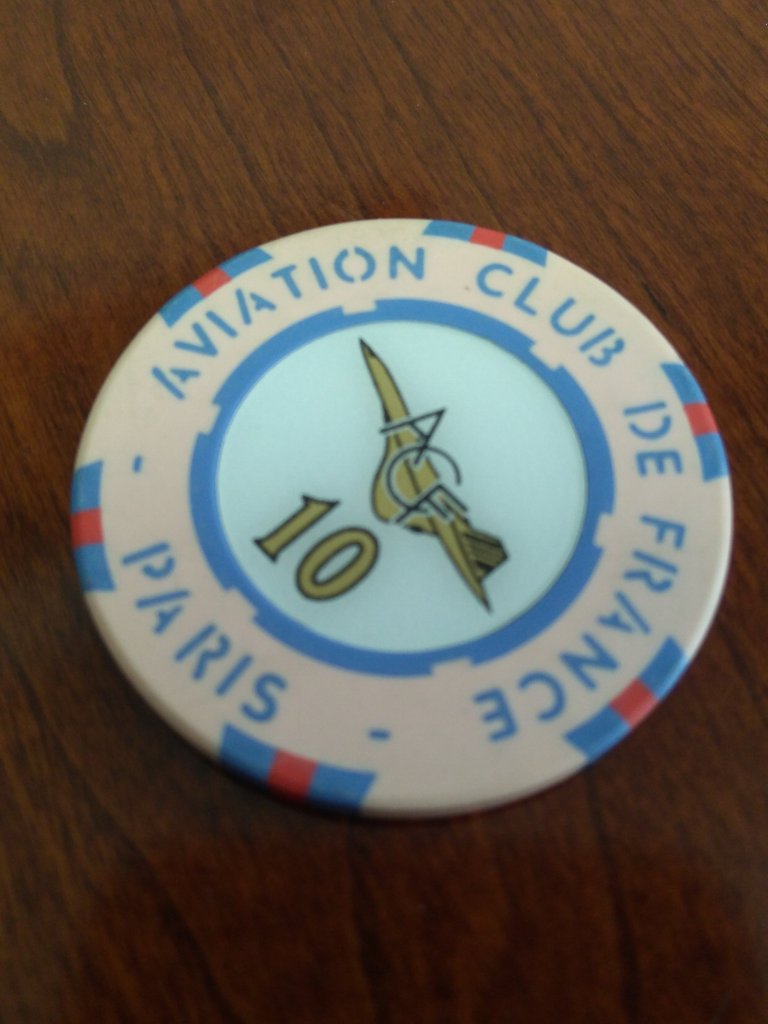 AVIATION CLUB DE FRANCE - PARIS -
ACF
10